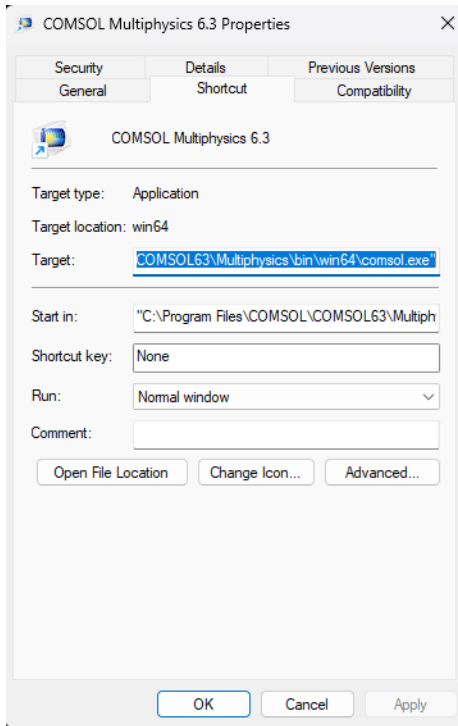 COMSOL Multiphysics 6.3 Properties
Security Details Previous Versions
General Shortcut Compatibility
COMSOL Multiphysics 6.3
Target type: Application
Target location: win64
Target: COMSOL63\Multiphysics\bin\win64\comsol.exe"
Start in: "C:\Program Files\COMSOL\COMSOL63\Multiph
Shortcut key: None
Run: Normal window
Comment:
Open File Location Change Icon... Advanced...
OK Cancel Apply